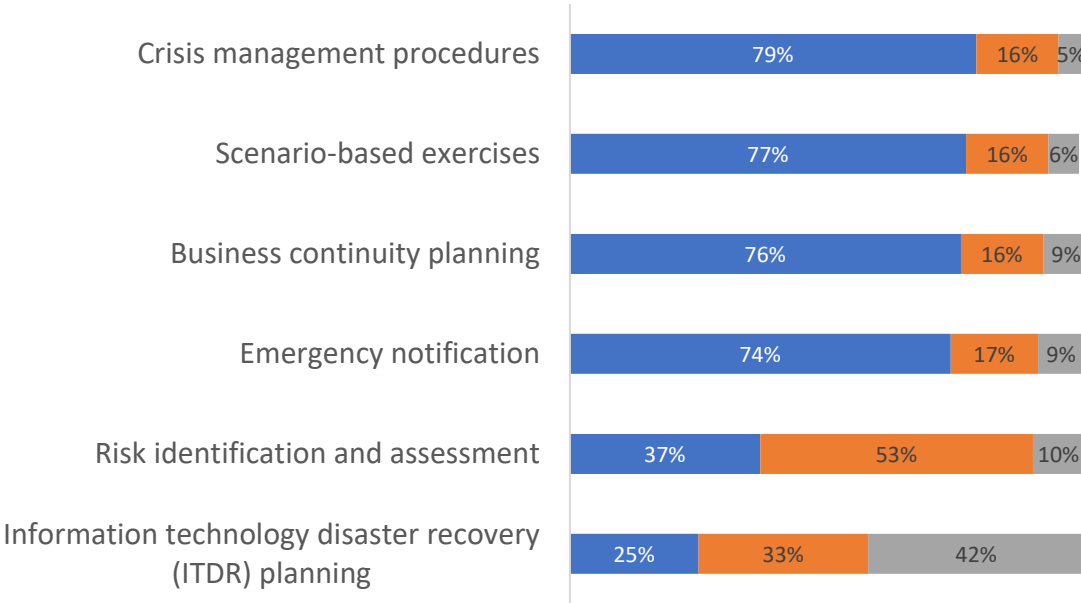 Crisis management procedures 79% 16% 5%
Scenario-based exercises 77% 16% 6%
Business continuity planning 76% 16% 9%
Emergency notification 74% 17% 9%
Risk identification and assessment 37% 53% 10%
Information technology disaster recovery
(ITDR) planning 25% 33% 42%